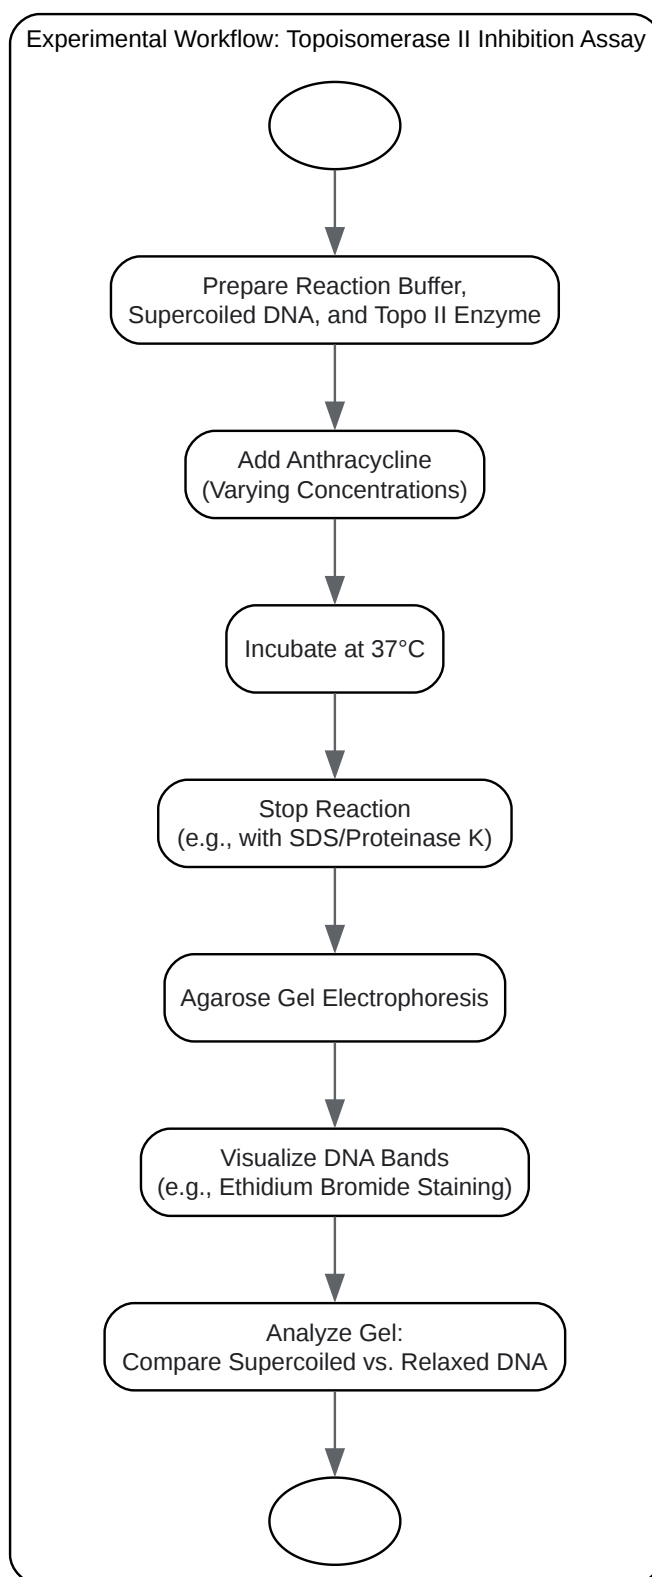 Experimental Workflow: Topoisomerase II Inhibition Assay
Prepare Reaction Buffer,
Supercoiled DNA, and Topo II Enzyme
Add Anthracycline
(Varying Concentrations)
Incubate at 37°C
Stop Reaction
(e.g., with SDS/Proteinase K)
Agarose Gel Electrophoresis
Visualize DNA Bands
(e.g., Ethidium Bromide Staining)
Analyze Gel:
Compare Supercoiled vs. Relaxed DNA